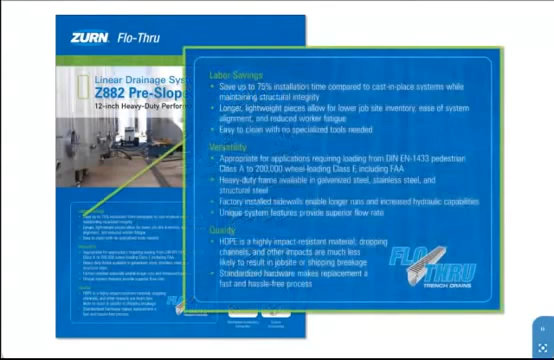 ZURN Flo-Thru
Linear Drainage Sys
Z882 Pre-Slop
12-inch Heavy-Duty Perfor
Labor Savings
• Save up to 75% installation time compared to cast-in-place systems while
maintaining structural integrity
• Longer, lightweight pieces allow for lower job site inventory, ease of system
alignment, and reduced worker fatigue
• Easy to clean with no specialized tools needed
Versatility
• Appropriate for applications requiring loading from DIN EN-1433 pedestrian
Class A to 200,000 wheel-loading Class F, including FAA
• Heavy-duty frame available in galvanized steel, stainless steel, and
structural steel
• Factory installed sidewalls enable longer runs and increased hydraulic capabilities
• Unique system features provide superior flow rate
Quality
• HDPE is a highly impact resistant material, dropping
channels, and other impacts are much less
likely to result in jobsite or shipping breakage
• Standardized hardware makes replacement a
fast and hassle-free process
FLO
THRU
TRENCH DRAINS